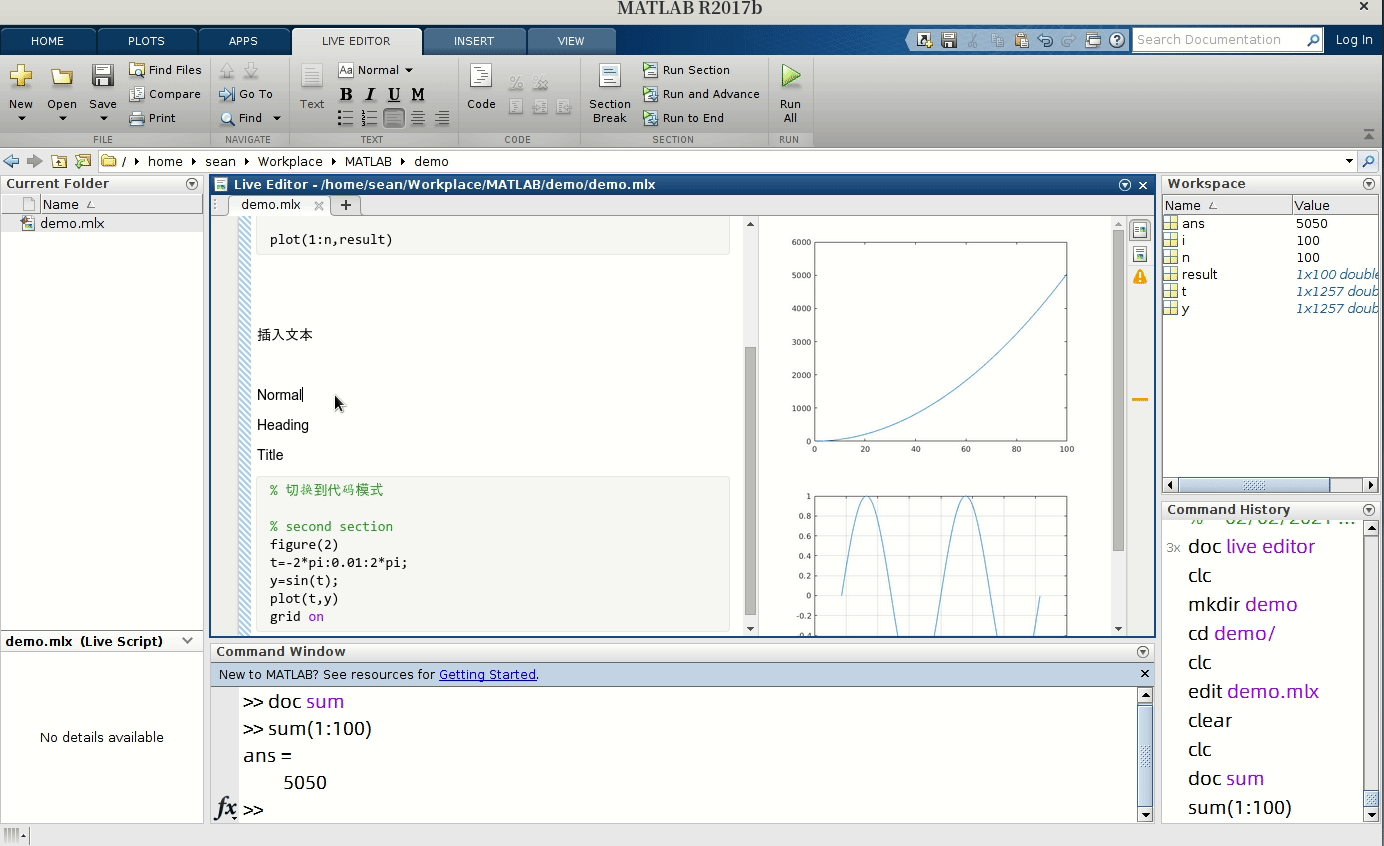 MATLAB R2017b
HOME PLOTS APPS LIVE EDITOR INSERT VIEW Search Documentation Log In
New Open Save Find Files Compare Print
FILE
Go To Find
NAVIGATE
Text Aa Normal B I U M
TEXT
Code
CODE
Section Break Run Section Run and Advance Run to End
SECTION
Run All
RUN
/ home sean Workplace MATLAB demo
Current Folder
Name
demo.mlx
demo.mlx (Live Script)
No details available
Live Editor - /home/sean/Workplace/MATLAB/demo/demo.mlx
demo.mlx
plot(1:n,result)
插入文本
Normal
Heading
Title
% 切换到代码模式
% second section
figure(2)
t=-2*pi:0.01:2*pi;
y=sin(t);
plot(t,y)
grid on
6000
5000
4000
3000
2000
1000
0
0 20 40 60 80 100
1
0.8
0.6
0.4
0.2
0
-0.2
-0.4
Command Window
New to MATLAB? See resources for Getting Started.
>> doc sum
>> sum(1:100)
ans =
5050
fx >>
Workspace
Name Value
ans 5050
i 100
n 100
result 1x100 double
t 1x1257 doub
y 1x1257 doub
Command History
3x doc live editor
clc
mkdir demo
cd demo/
clc
edit demo.mlx
clear
clc
doc sum
sum(1:100)